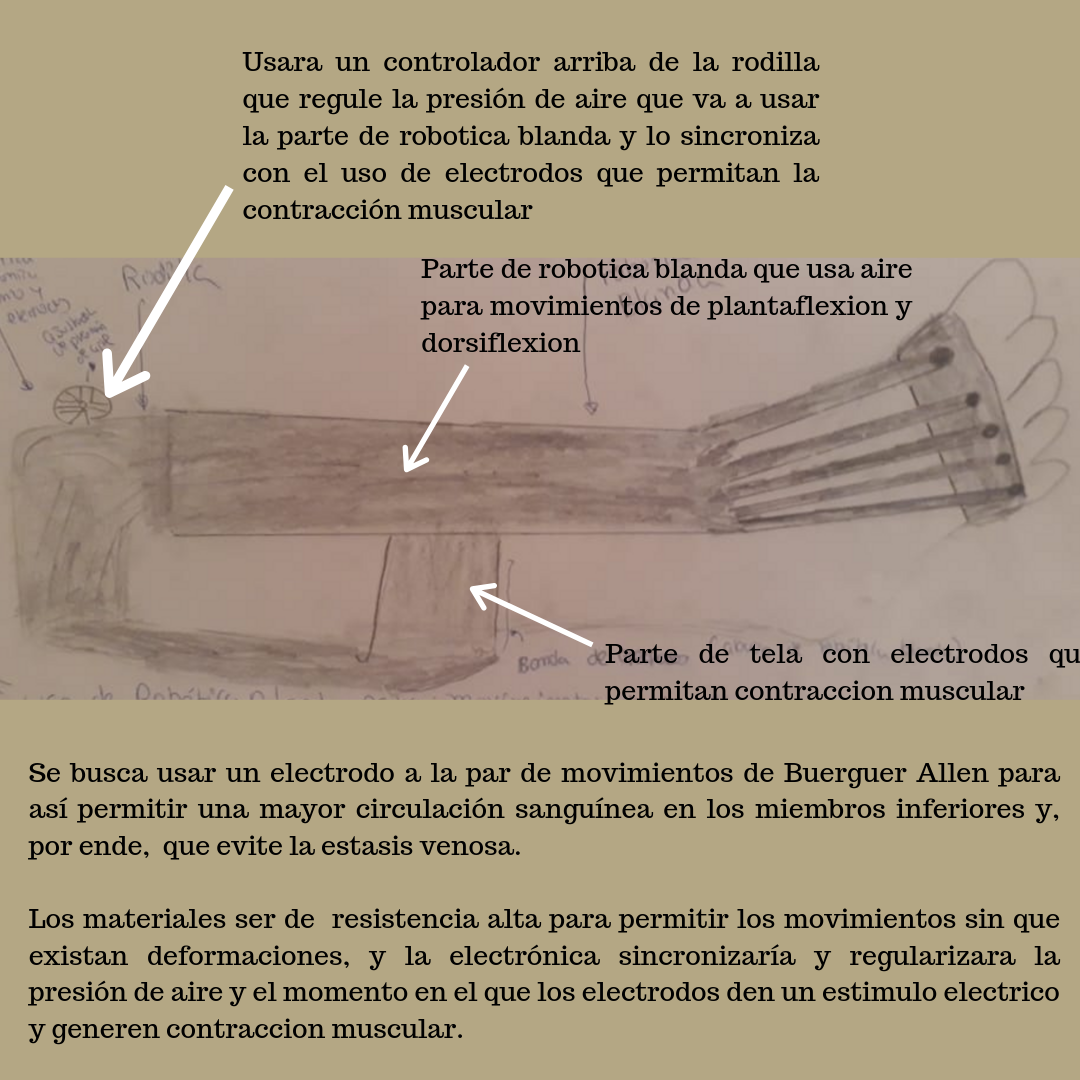 Usara un controlador arriba de la rodilla
que regule la presión de aire que va a usar
la parte de robotica blanda y lo sincroniza
con el uso de electrodos que permitan la
contracción muscular
Parte de robotica blanda que usa aire
para movimientos de plantaflexion y
dorsiflexion
Rodilla
Banda de
Parte de tela con electrodos qu
permitan contraccion muscular
Se busca usar un electrodo a la par de movimientos de Buerguer Allen para
así permitir una mayor circulación sanguínea en los miembros inferiores y,
por ende, que evite la estasis venosa.
Los materiales ser de resistencia alta para permitir los movimientos sin que
existan deformaciones, y la electrónica sincronizaría y regularizara la
presión de aire y el momento en el que los electrodos den un estimulo electrico
y generen contraccion muscular.